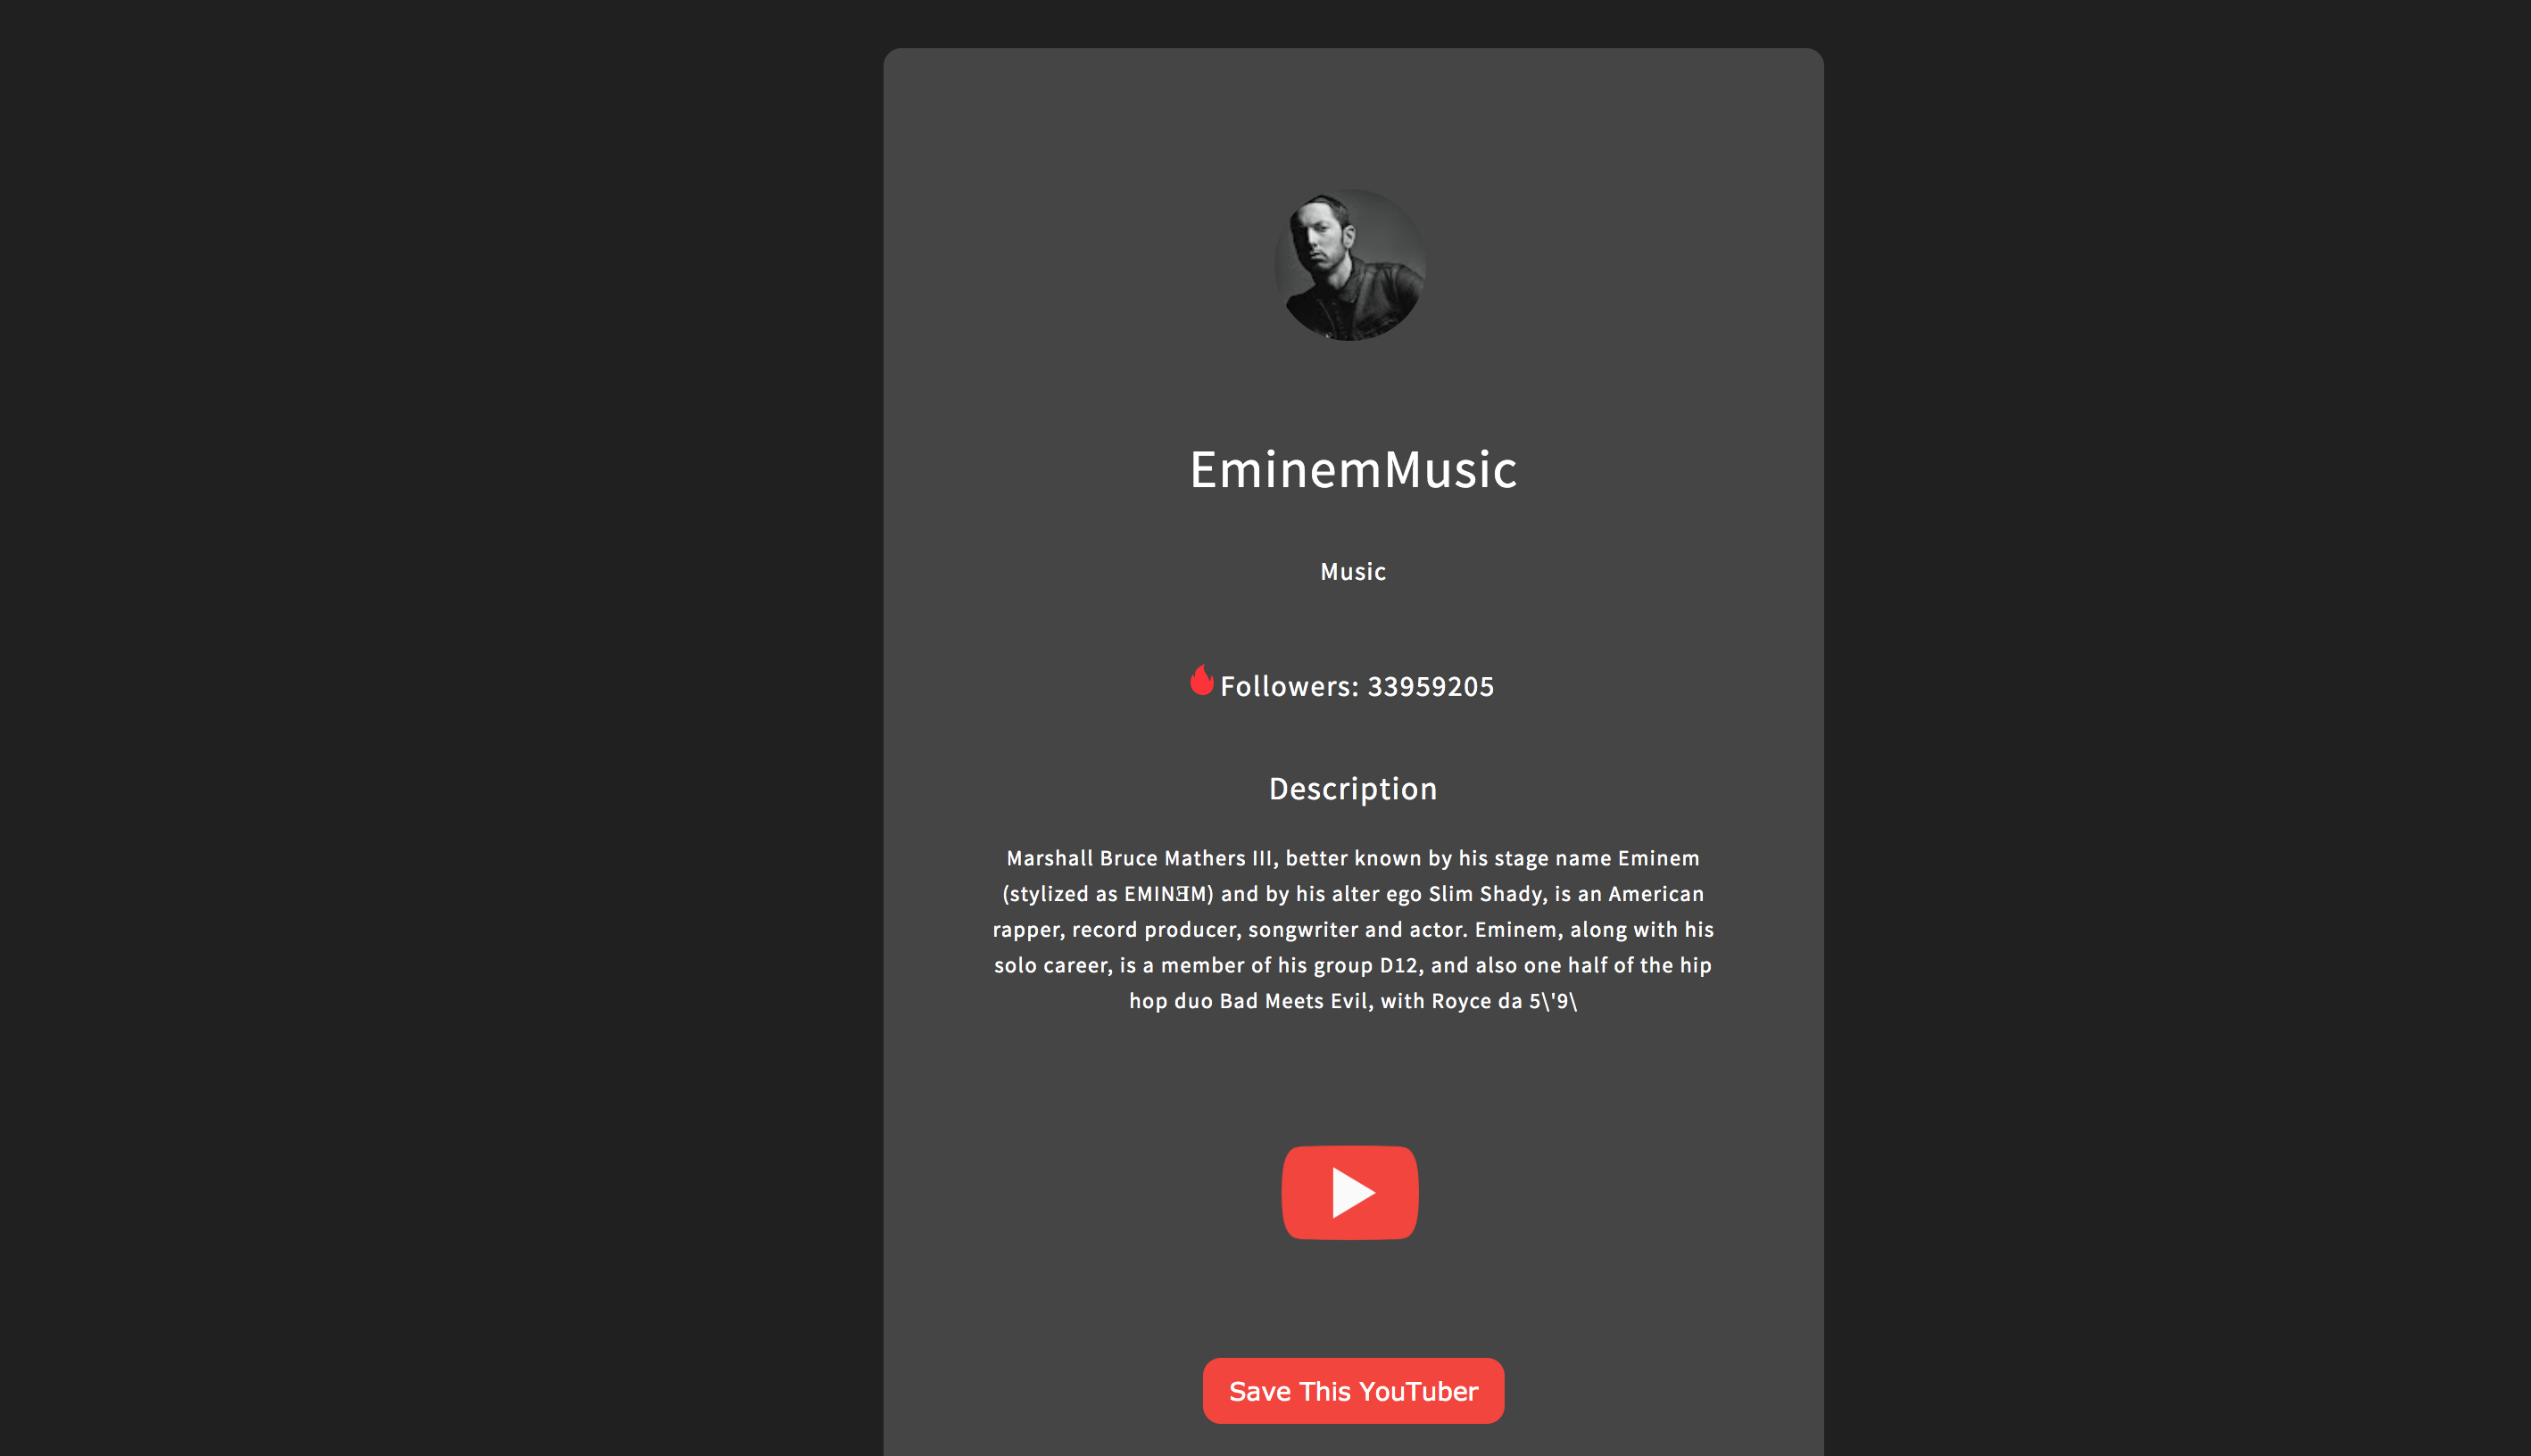 EminemMusic
Music
Followers: 33959205
Description
Marshall Bruce Mathers III, better known by his stage name Eminem
(stylized as EMINƎM) and by his alter ego Slim Shady, is an American
rapper, record producer, songwriter and actor. Eminem, along with his
solo career, is a member of his group D12, and also one half of the hip
hop duo Bad Meets Evil, with Royce da 5\'9\
Save This YouTuber